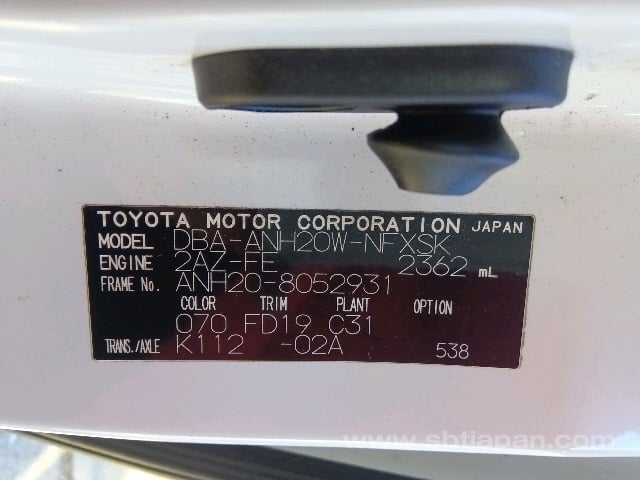 TOYOTA MOTOR CORPORATION JAPAN
MODEL DBA-ANH20W-NFXSK
ENGINE 2AZ-FE 2362 mL
FRAME No. ANH20-8052931
COLOR TRIM PLANT OPTION
070 FD19 C31
TRANS./AXLE K112 -02A 538
www.sbtjapan.com